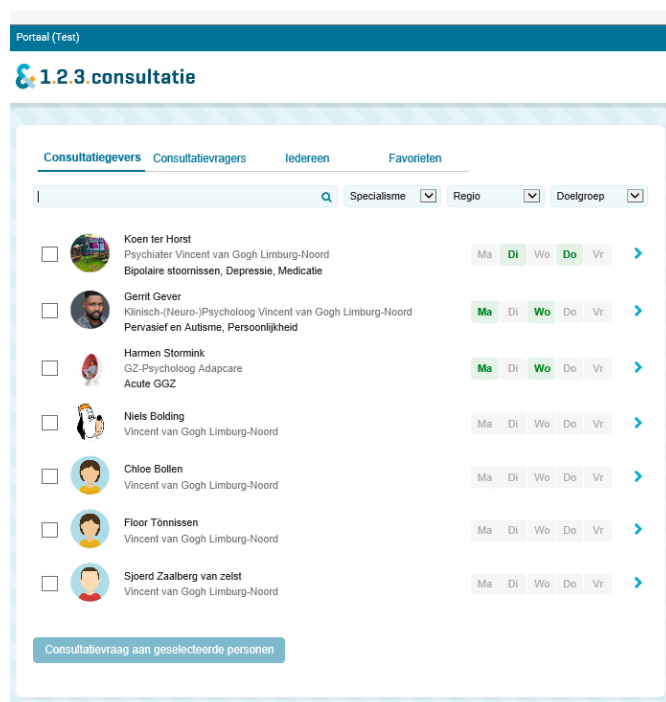 Portaal (Test)
1.2.3.consultatie
Consultatiegevers Consultatievragers Iedereen Favorieten
Specialisme Regio Doelgroep
Koen ter Horst
Psychiater Vincent van Gogh Limburg-Noord
Bipolaire stoornissen, Depressie, Medicatie
Ma Di Wo Do Vr
Gerrit Gever
Klinisch-(Neuro-)Psycholoog Vincent van Gogh Limburg-Noord
Pervasief en Autisme, Persoonlijkheid
Ma Di Wo Do Vr
Harmen Stormink
GZ-Psycholoog Adapcare
Acute GGZ
Ma Di Wo Do Vr
Niels Bolding
Vincent van Gogh Limburg-Noord
Ma Di Wo Do Vr
Chloe Bollen
Vincent van Gogh Limburg-Noord
Ma Di Wo Do Vr
Floor Tönnissen
Vincent van Gogh Limburg-Noord
Ma Di Wo Do Vr
Sjoerd Zaalberg van zelst
Vincent van Gogh Limburg-Noord
Ma Di Wo Do Vr
Consultatievraag aan geselecteerde personen